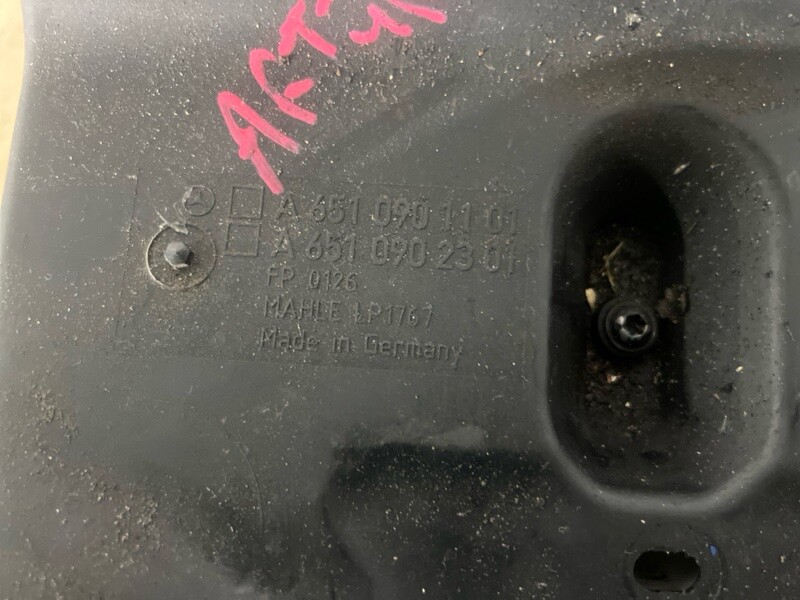 A 651 090 11 01
A 651 090 23 01
FP 0126
MAHLE LP1767
Made in Germany